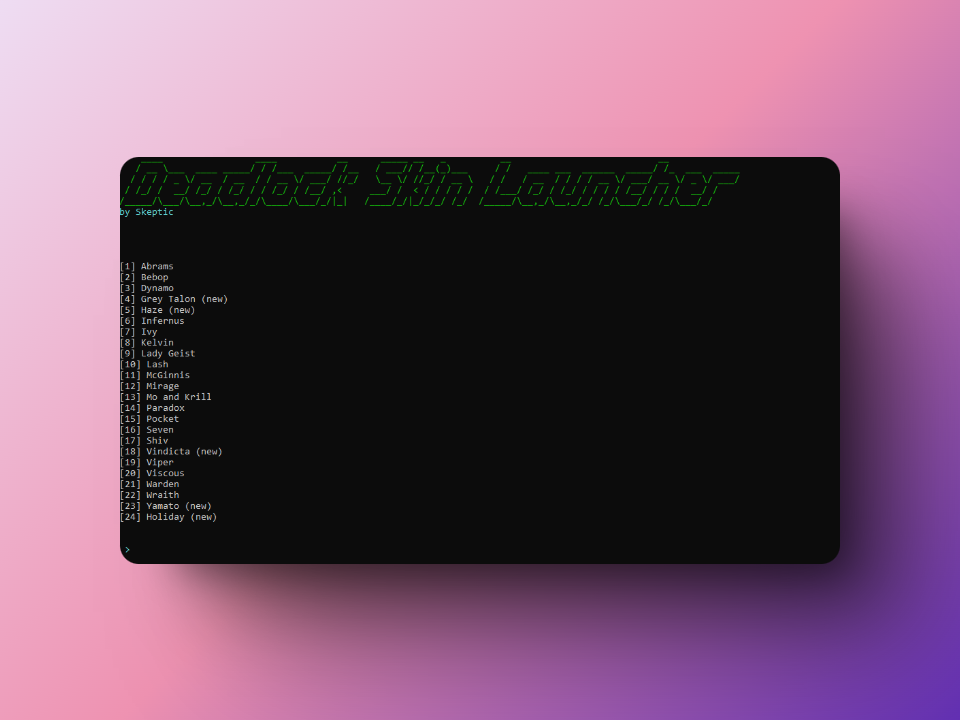 Deadlock Skin Launcher
by Skeptic
[1] Abrams
[2] Bebop
[3] Dynamo
[4] Grey Talon (new)
[5] Haze (new)
[6] Infernus
[7] Ivy
[8] Kelvin
[9] Lady Geist
[10] Lash
[11] McGinnis
[12] Mirage
[13] Mo and Krill
[14] Paradox
[15] Pocket
[16] Seven
[17] Shiv
[18] Vindicta (new)
[19] Viper
[20] Viscous
[21] Warden
[22] Wraith
[23] Yamato (new)
[24] Holiday (new)
>